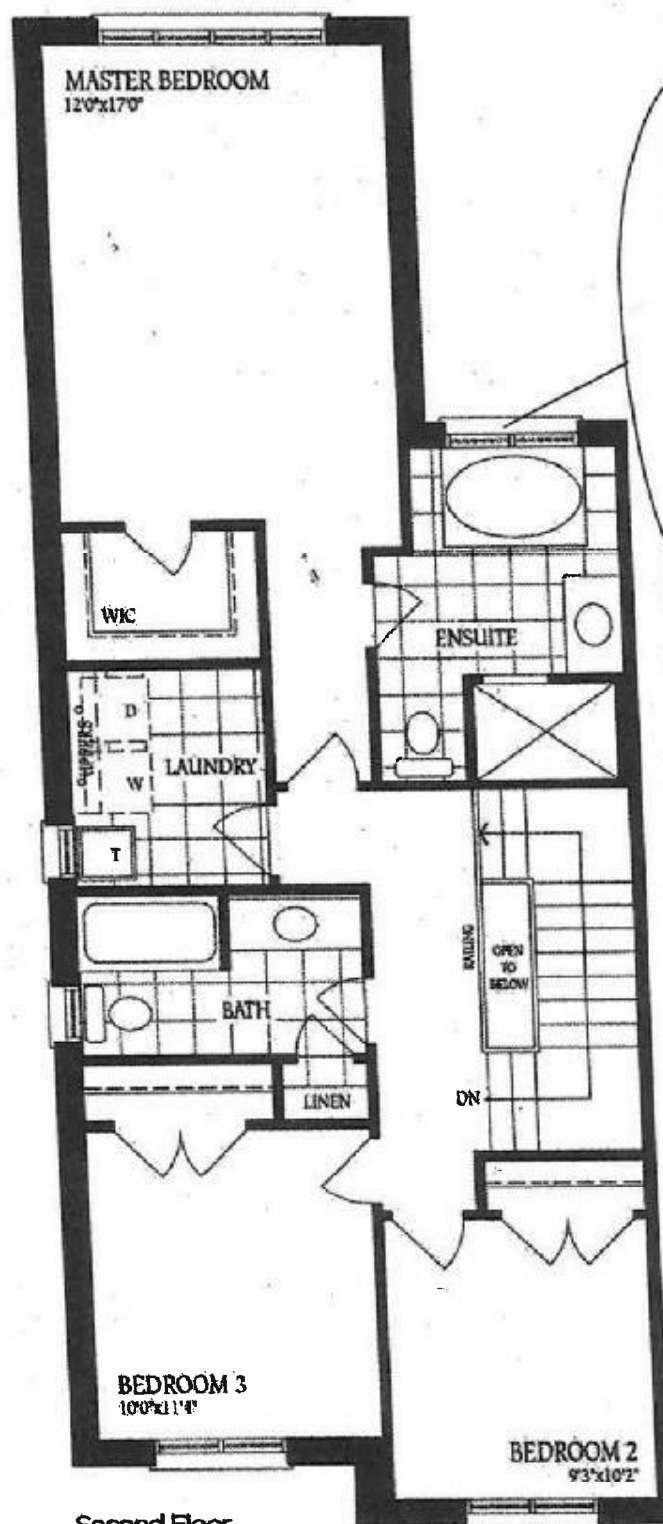 MASTER BEDROOM
12'0"x17'0"
WIC
ENSUITE
UPPERS
D
LAUNDRY
W
T
RAILING
OPEN
TO
BELOW
BATH
LINEN
DN
BEDROOM 3
10'0"x11'4"
BEDROOM 2
9'3"x10'2"
Second Floor